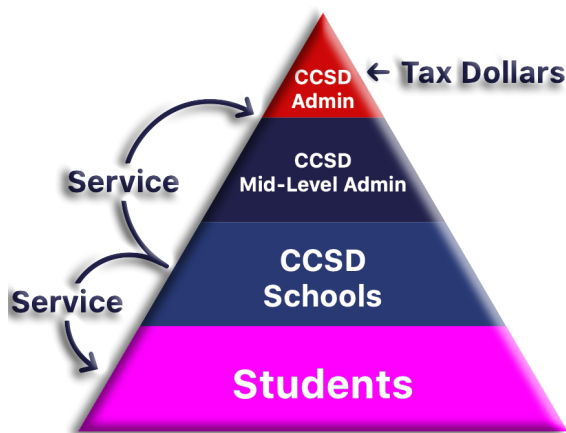 CCSD
Admin
← Tax Dollars
CCSD
Mid-Level Admin
Service
CCSD
Schools
Service
Students